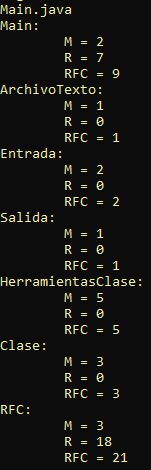 Main.java
Main:
M = 2
R = 7
RFC = 9
ArchivoTexto:
M = 1
R = 0
RFC = 1
Entrada:
M = 2
R = 0
RFC = 2
Salida:
M = 1
R = 0
RFC = 1
HerramientasClase:
M = 5
R = 0
RFC = 5
Clase:
M = 3
R = 0
RFC = 3
RFC:
M = 3
R = 18
RFC = 21